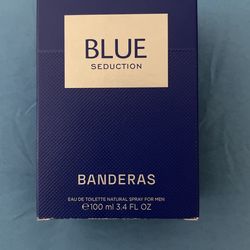 BLUE
SEDUCTION
BANDERAS
EAU DE TOILETTE NATURAL SPRAY FOR MEN
℮100 ml 3.4 FL OZ